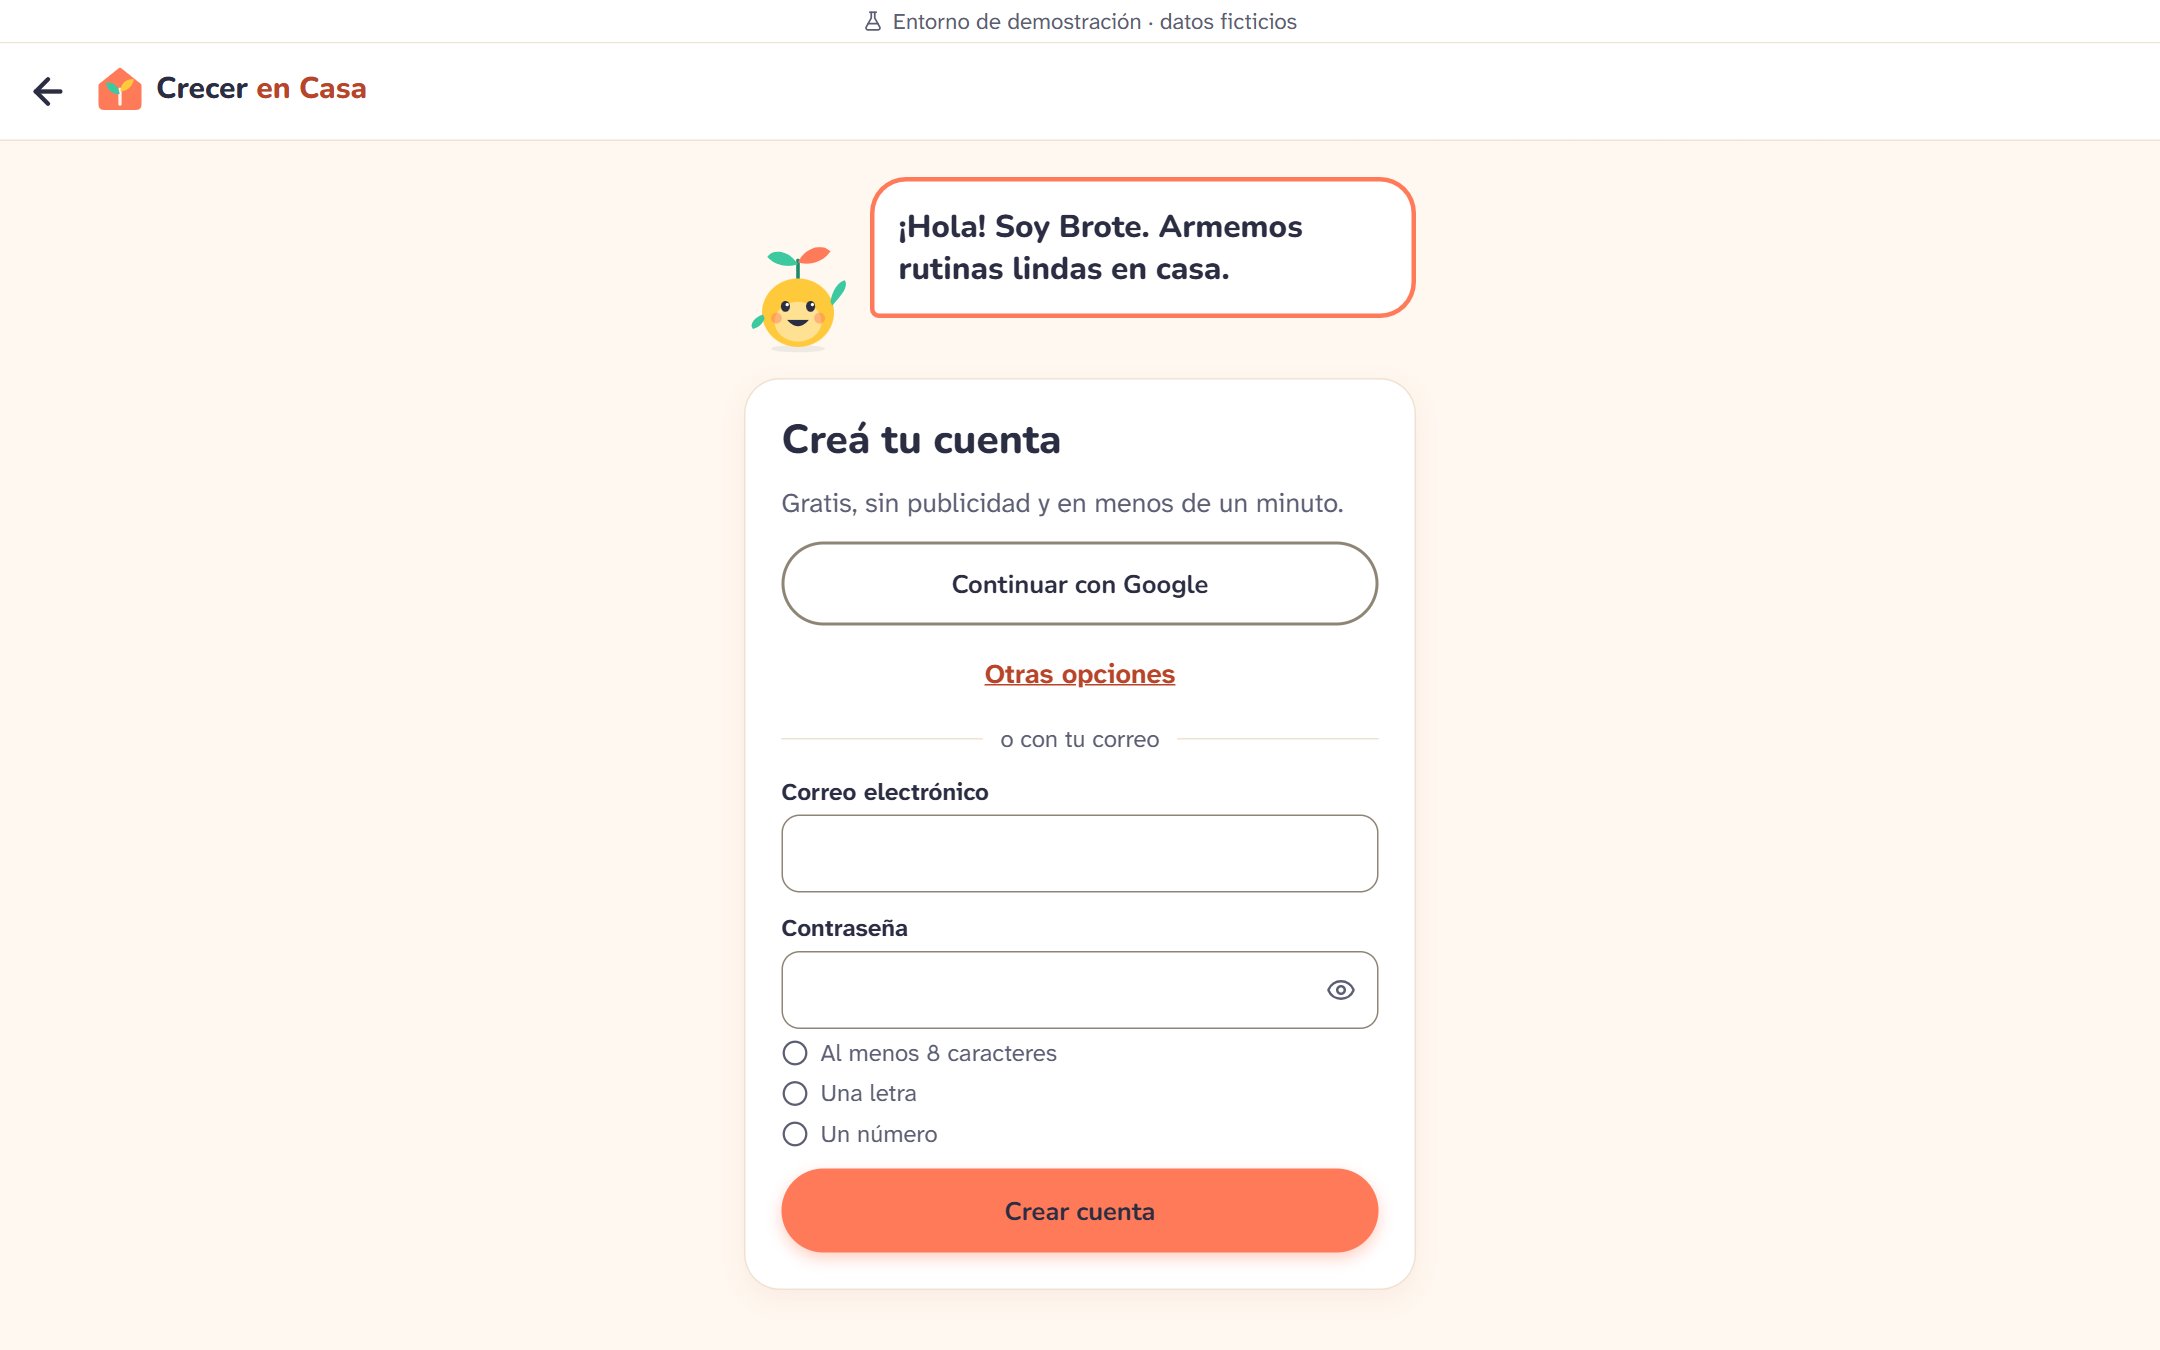 Entorno de demostración · datos ficticios
Crecer en Casa
¡Hola! Soy Brote. Armemos
rutinas lindas en casa.
Creá tu cuenta
Gratis, sin publicidad y en menos de un minuto.
Continuar con Google
Otras opciones
o con tu correo
Correo electrónico
Contraseña
Al menos 8 caracteres
Una letra
Un número
Crear cuenta